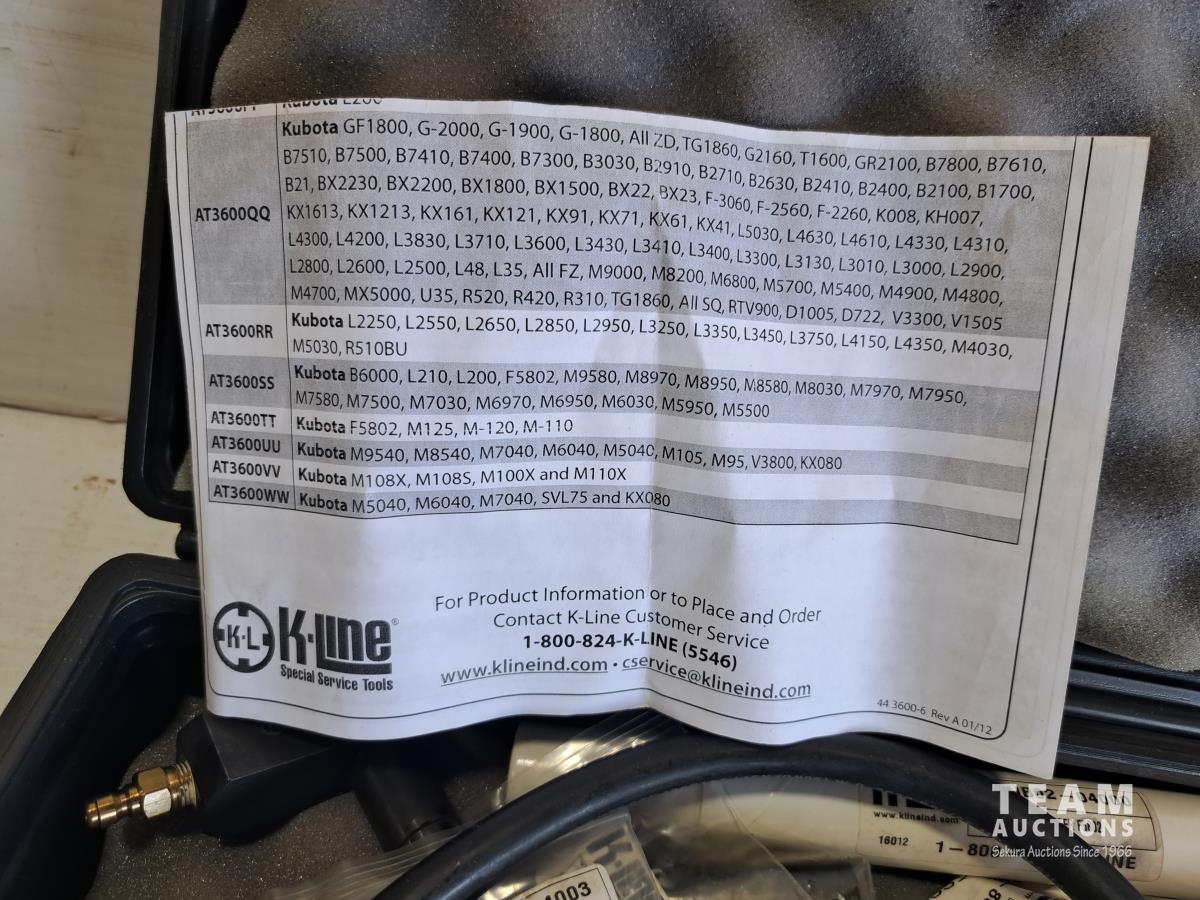 Kubota L200
AT3600QQ
Kubota GF1800, G-2000, G-1900, G-1800, All ZD, TG1860, G2160, T1600, GR2100, B7800, B7610,
B7510, B7500, B7410, B7400, B7300, B3030, B2910, B2710, B2630, B2410, B2400, B2100, B1700,
B21, BX2230, BX2200, BX1800, BX1500, BX22, BX23, F-3060, F-2560, F-2260, K008, KH007,
KX1613, KX1213, KX161, KX121, KX91, KX71, KX61, KX41, L5030, L4630, L4610, L4330, L4310,
L4300, L4200, L3830, L3710, L3600, L3430, L3410, L3400, L3300, L3130, L3010, L3000, L2900,
L2800, L2600, L2500, L48, L35, All FZ, M9000, M8200, M6800, M5700, M5400, M4900, M4800,
M4700, MX5000, U35, R520, R420, R310, TG1860, All SQ, RTV900, D1005, D722, V3300, V1505
AT3600RR
Kubota L2250, L2550, L2650, L2850, L2950, L3250, L3350, L3450, L3750, L4150, L4350, M4030,
M5030, R510BU
AT3600SS
Kubota B6000, L210, L200, F5802, M9580, M8970, M8950, M8580, M8030, M7970, M7950,
M7580, M7500, M7030, M6970, M6950, M6030, M5950, M5500
AT3600TT Kubota F5802, M125, M-120, M-110
AT3600UU Kubota M9540, M8540, M7040, M6040, M5040, M105, M95, V3800, KX080
AT3600VV Kubota M108X, M108S, M100X and M110X
AT3600WW Kubota M5040, M6040, M7040, SVL75 and KX080
K-L K-Line®
Special Service Tools
For Product Information or to Place and Order
Contact K-Line Customer Service
1-800-824-K-LINE (5546)
www.klineind.com • cservice@klineind.com
44 3600-6 Rev A 01/12
www.klineind.com
16012
TEAM
AUCTIONS
Sekura Auctions Since 1966